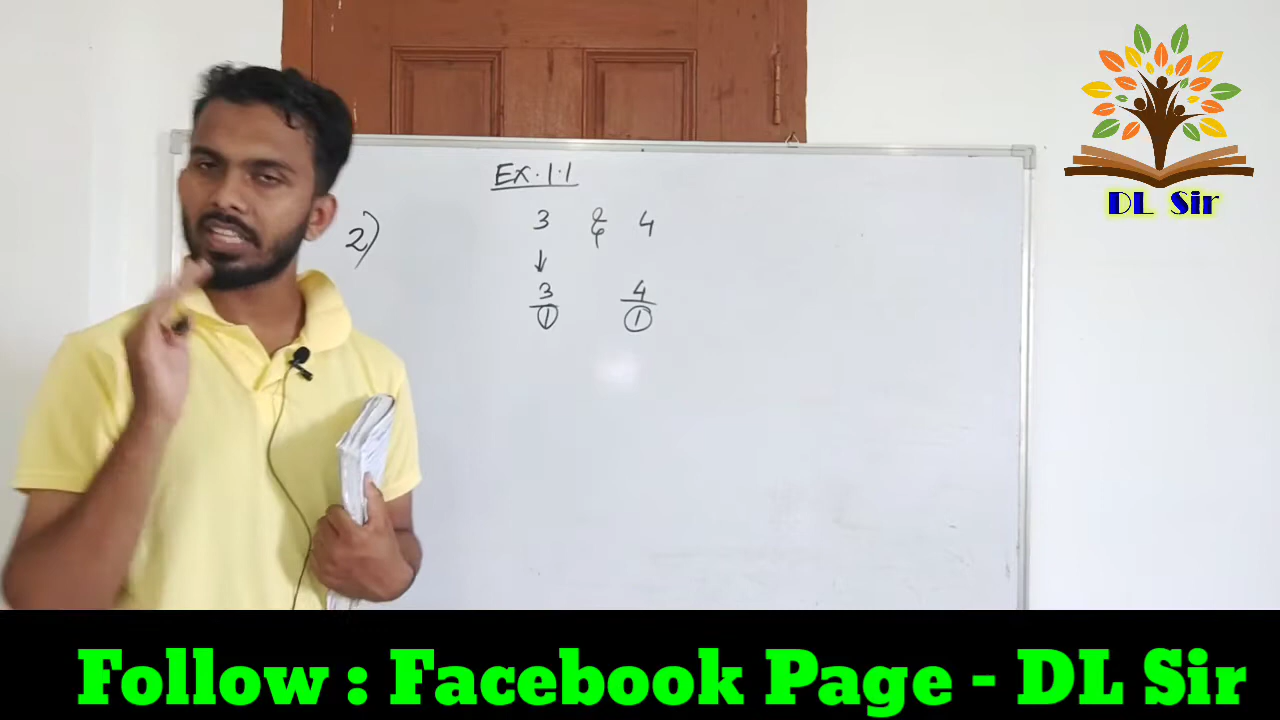 Ex. 1.1
2) 3 & 4
↓
3/1 4/1
DL Sir
Follow : Facebook Page - DL Sir